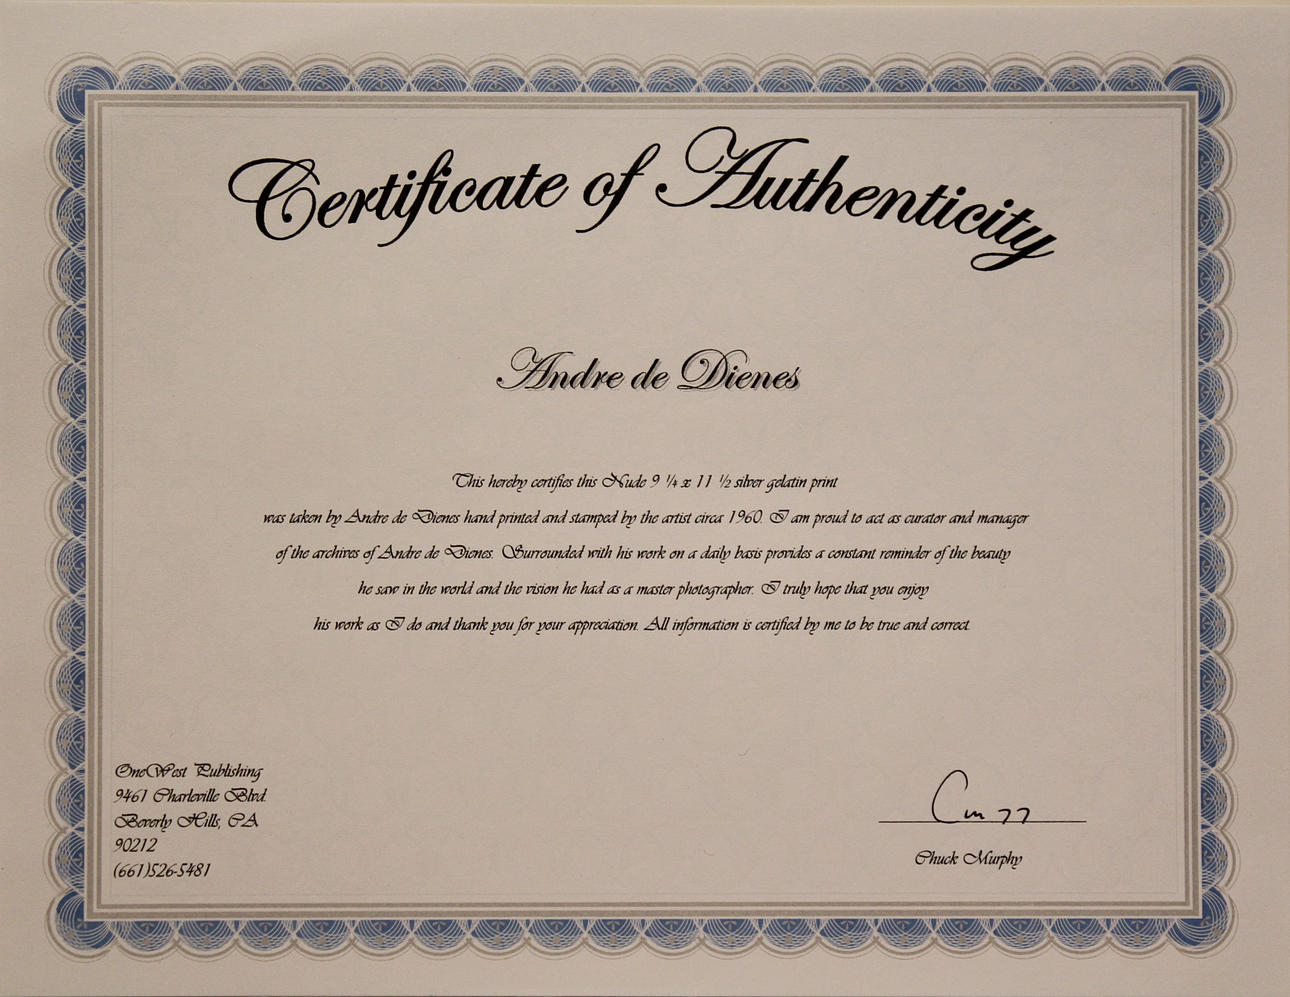 Certificate of Authenticity
Andre de Dienes
This hereby certifies this Nude 9 ¼ x 11 ½ silver gelatin print
was taken by Andre de Dienes hand printed and stamped by the artist circa 1960. I am proud to act as curator and manager
of the archives of Andre de Dienes. Surrounded with his work on a daily basis provides a constant reminder of the beauty
he saw in the world and the vision he had as a master photographer. I truly hope that you enjoy
his work as I do and thank you for your appreciation. All information is certified by me to be true and correct.
OneWest Publishing
9461 Charleville Blvd.
Beverly Hills, CA
90212
(661)526-5481
Chuck Murphy